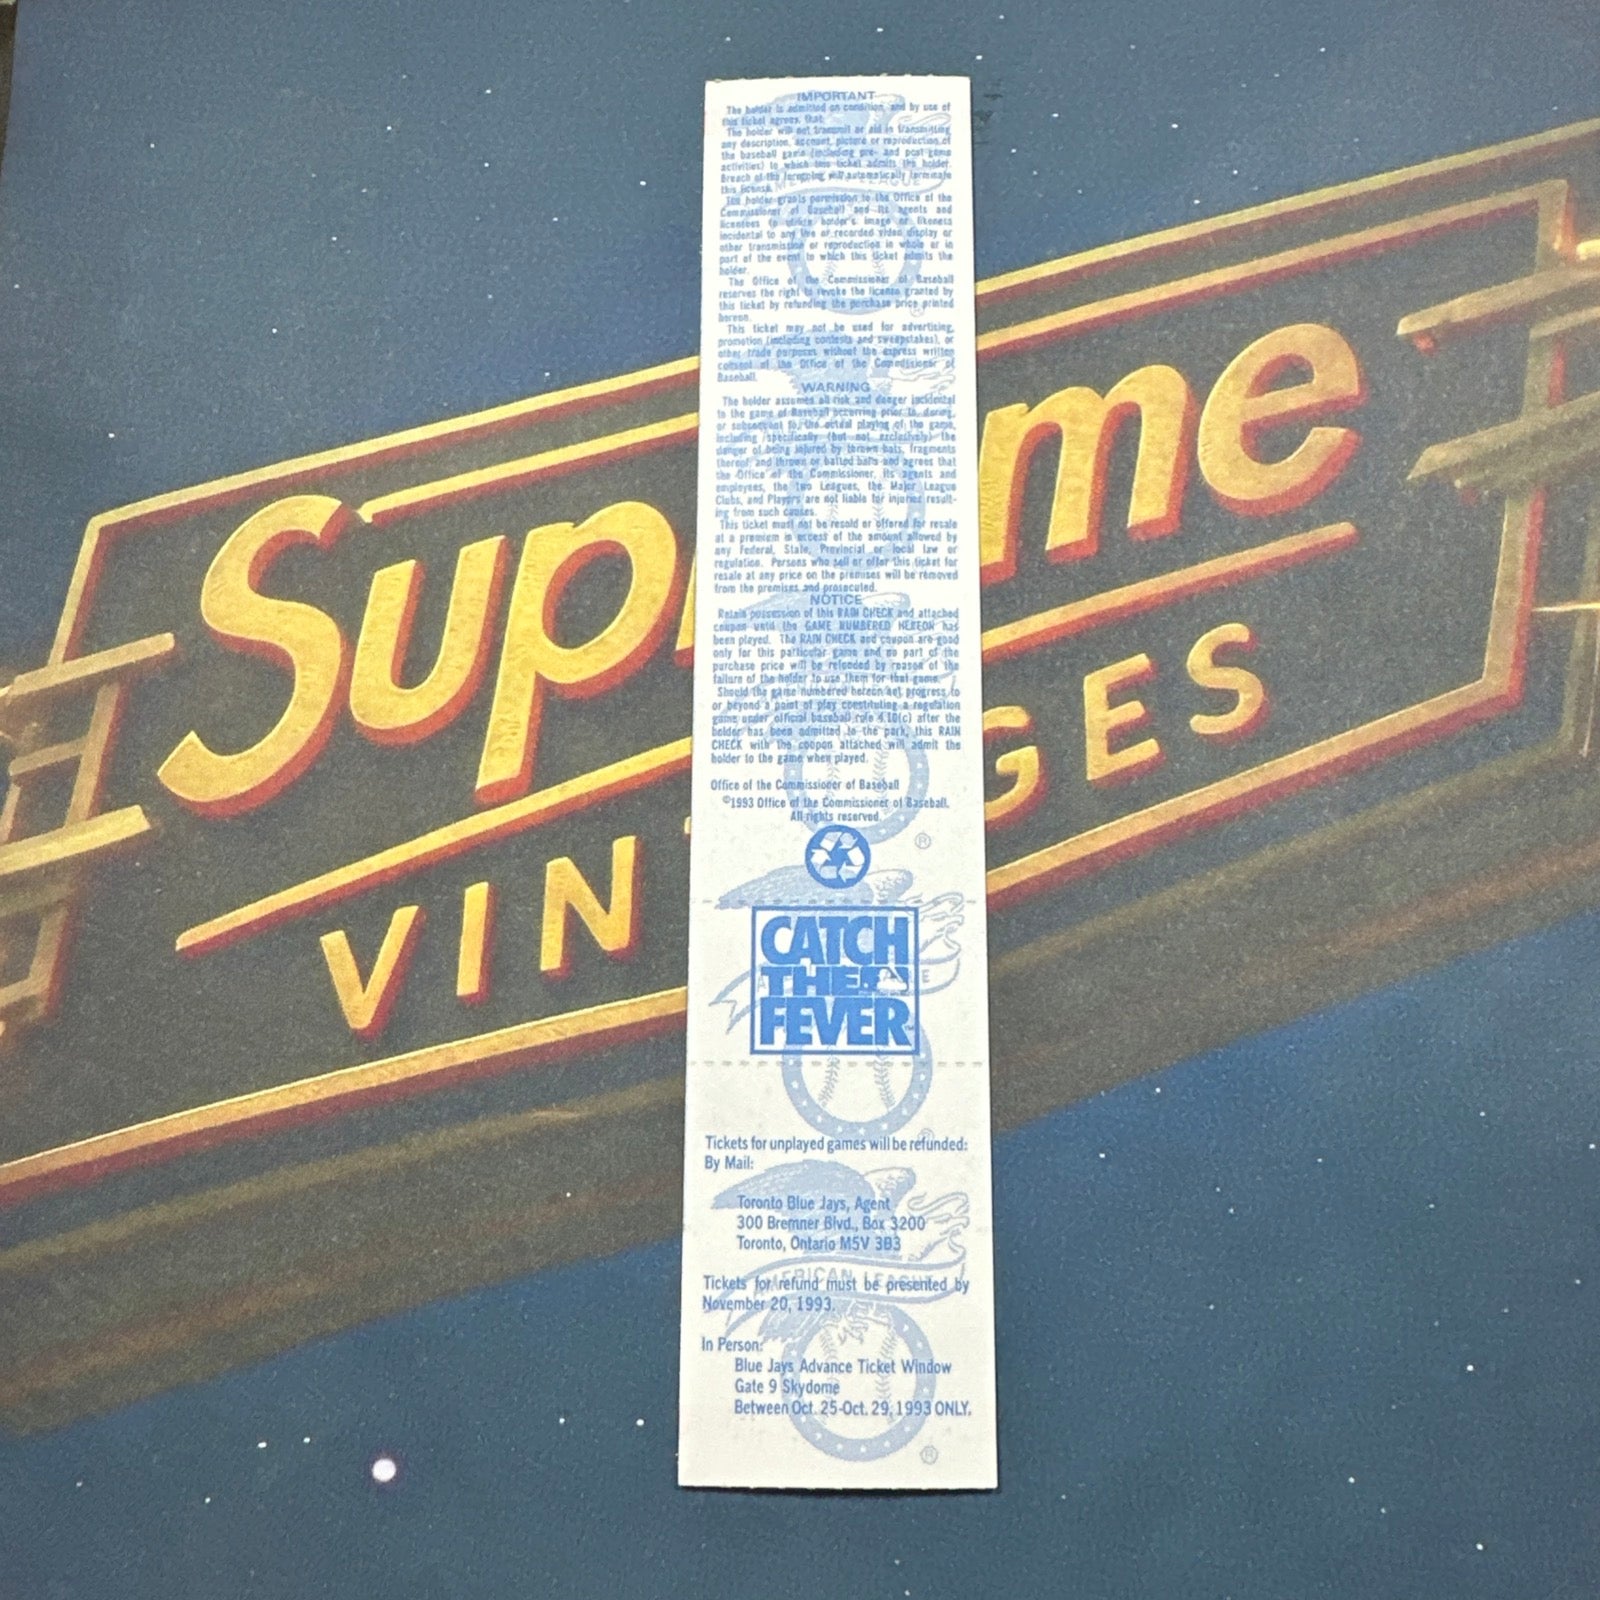 IMPORTANT
The holder is admitted on condition, and by use of
this ticket agrees, that:
The holder will not transmit or aid in transmitting
any description, account, picture or reproduction of
the baseball game (including pre- and post game
activities) to which this ticket admits the holder.
Breach of the foregoing will automatically terminate
this license.
The holder grants permission to the Office of the
Commissioner of Baseball and its agents and
licensees to utilize holder's image or likeness
incidental to any live or recorded video display or
other transmission or reproduction in whole or in
part of the event to which this ticket admits the
holder.
The Office of the Commissioner of Baseball
reserves the right to revoke the license granted by
this ticket by refunding the purchase price printed
hereon.
This ticket may not be used for advertising,
promotion (including contests and sweepstakes), or
other trade purposes without the express written
consent of the Office of the Commissioner of
Baseball.
WARNING
The holder assumes all risk and danger incidental
to the game of Baseball occurring prior to, during,
or subsequent to, the actual playing of the game,
including specifically (but not exclusively) the
danger of being injured by thrown bats, fragments
thereof, and thrown or batted balls and agrees that
the Office of the Commissioner, its agents and
employees, the two Leagues, the Major League
Clubs, and Players are not liable for injuries result-
ing from such causes.
This ticket must not be resold or offered for resale
at a premium in excess of the amount allowed by
any Federal, State, Provincial or local law or
regulation. Persons who sell or offer this ticket for
resale at any price on the premises will be removed
from the premises and prosecuted.
NOTICE
Retain possession of this RAIN CHECK and attached
coupon until the GAME NUMBERED HEREON has
been played. The RAIN CHECK and coupon are good
only for this particular game and no part of the
purchase price will be refunded by reason of the
failure of the holder to use them for that game.
Should the game numbered hereon not progress to
or beyond a point of play constituting a regulation
game under official baseball rule 4.10(c) after the
holder has been admitted to the park, this RAIN
CHECK with the coupon attached will admit the
holder to the game when played.
Office of the Commissioner of Baseball
©1993 Office of the Commissioner of Baseball.
All rights reserved.
®
CATCH
THE
FEVER
Tickets for unplayed games will be refunded:
By Mail:
Toronto Blue Jays, Agent
300 Bremner Blvd., Box 3200
Toronto, Ontario M5V 3B3
AMERICAN LEAGUE
Tickets for refund must be presented by
November 20, 1993.
In Person:
Blue Jays Advance Ticket Window
Gate 9 Skydome
Between Oct. 25-Oct. 29, 1993 ONLY.
®
Sup me
VIN GES